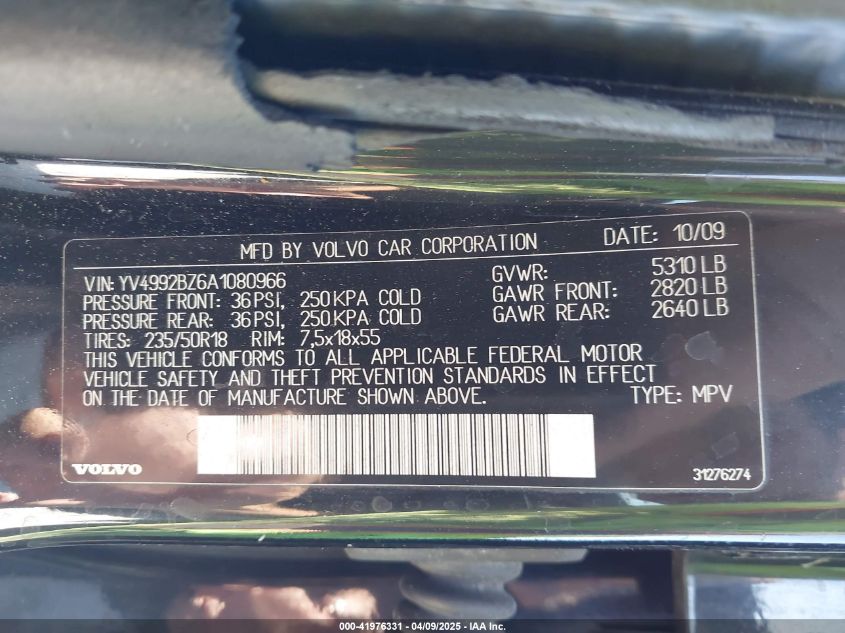 MFD BY VOLVO CAR CORPORATION DATE: 10/09
VIN: YV4992BZ6A1080966 GVWR: 5310 LB
PRESSURE FRONT: 36 PSI, 250 KPA COLD GAWR FRONT: 2820 LB
PRESSURE REAR: 36 PSI, 250 KPA COLD GAWR REAR: 2640 LB
TIRES: 235/50R18 RIM: 7,5x18x55
THIS VEHICLE CONFORMS TO ALL APPLICABLE FEDERAL MOTOR
VEHICLE SAFETY AND THEFT PREVENTION STANDARDS IN EFFECT
ON THE DATE OF MANUFACTURE SHOWN ABOVE. TYPE: MPV
VOLVO 31276274
000-41976331 - 04/09/2025 - IAA Inc.